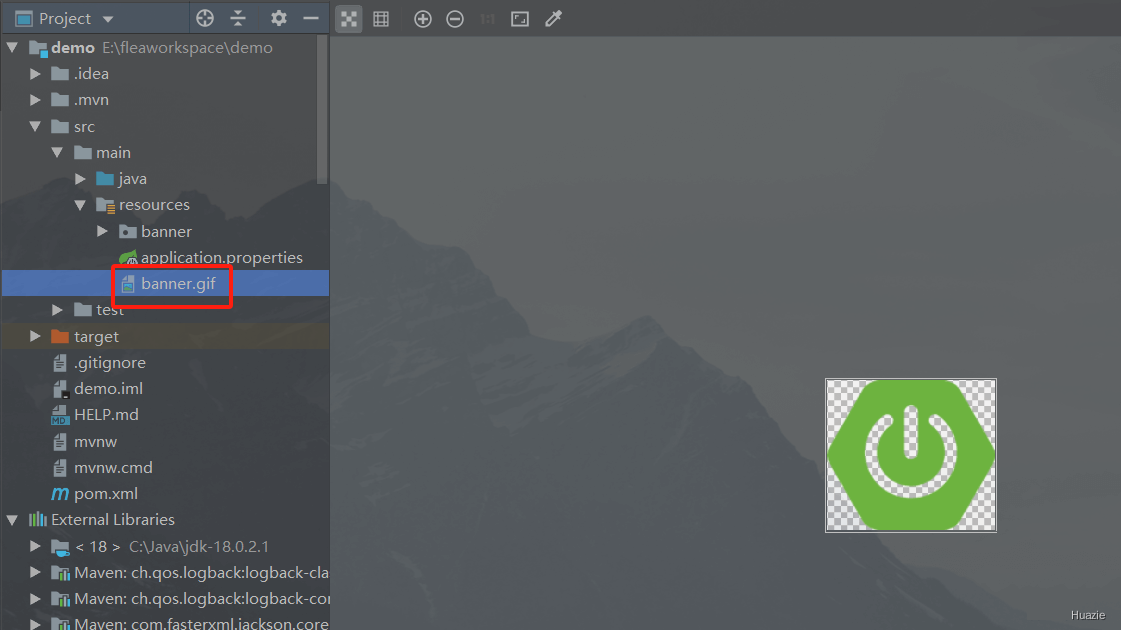 Project
demo E:\fleaworkspace\demo
.idea
.mvn
src
main
java
resources
banner
application.properties
banner.gif
test
target
.gitignore
demo.iml
HELP.md
mvnw
mvnw.cmd
pom.xml
External Libraries
< 18 > C:\Java\jdk-18.0.2.1
Maven: ch.qos.logback:logback-cla
Maven: ch.qos.logback:logback-cor
Maven: com.fasterxml.jackson.core
Huazie